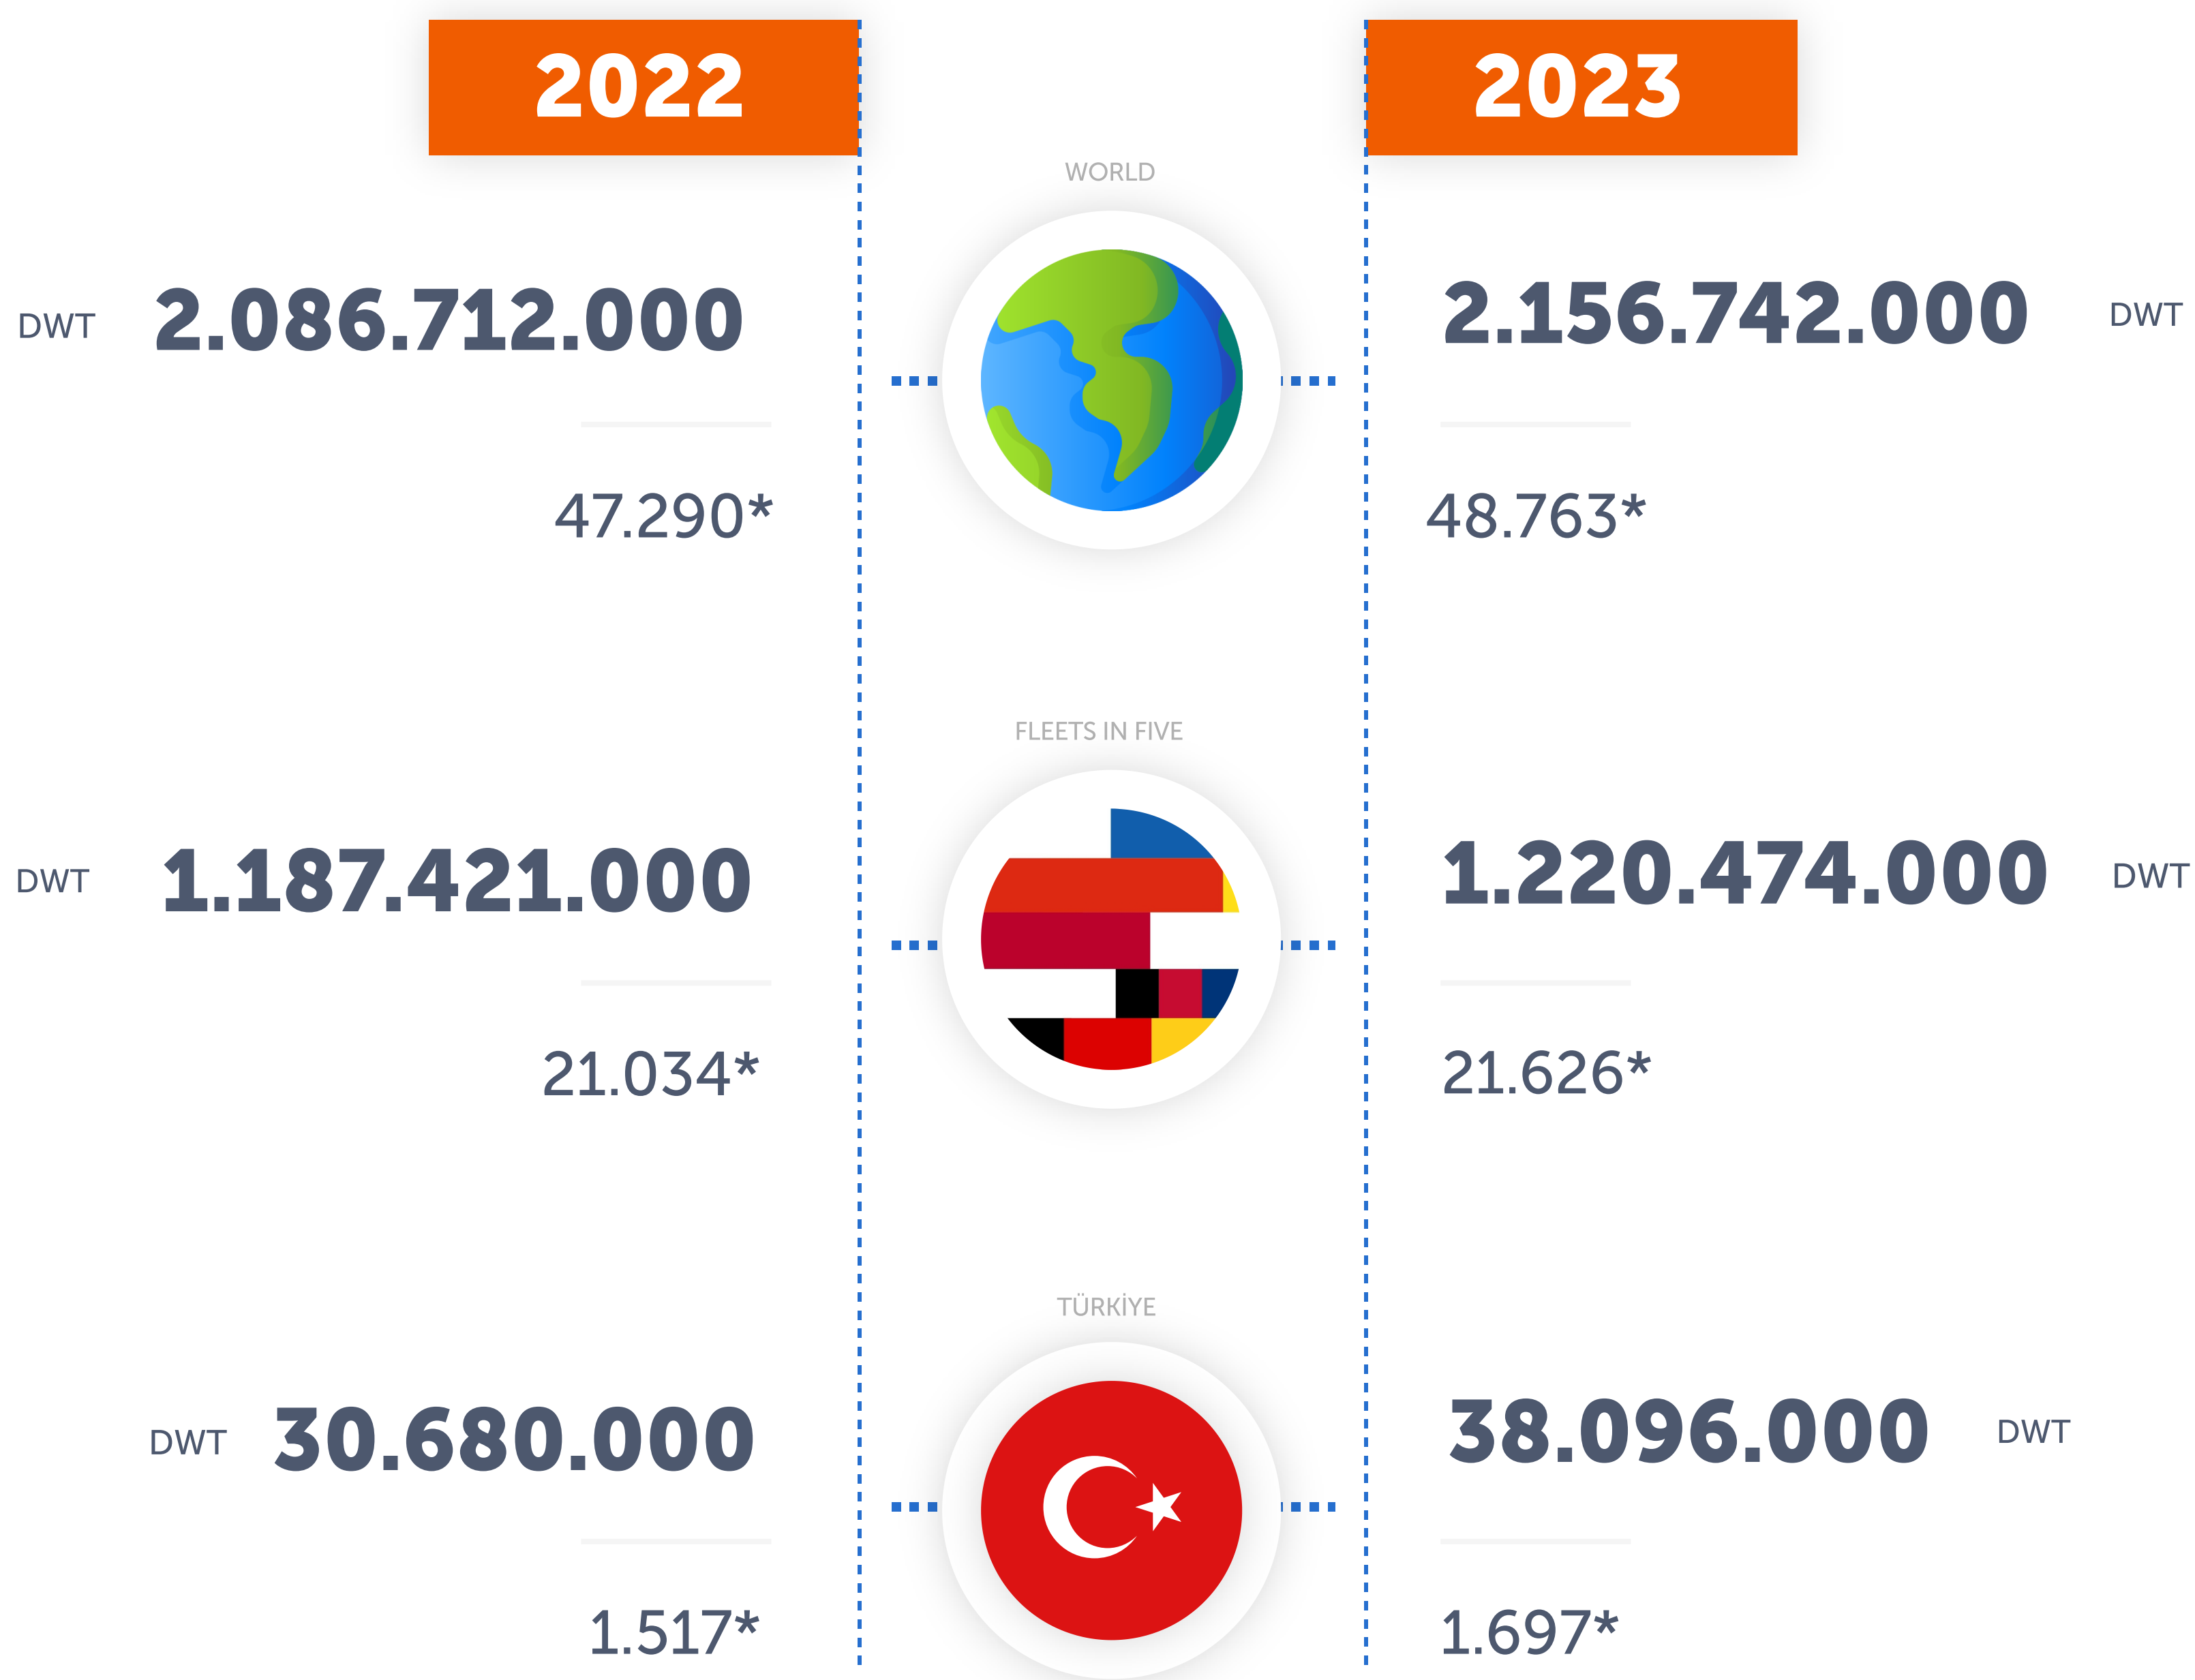 2022
2023
WORLD
DWT 2.086.712.000
2.156.742.000 DWT
47.290*
48.763*
FLEETS IN FIVE
DWT 1.187.421.000
1.220.474.000 DWT
21.034*
21.626*
TÜRKİYE
DWT 30.680.000
38.096.000 DWT
1.517*
1.697*